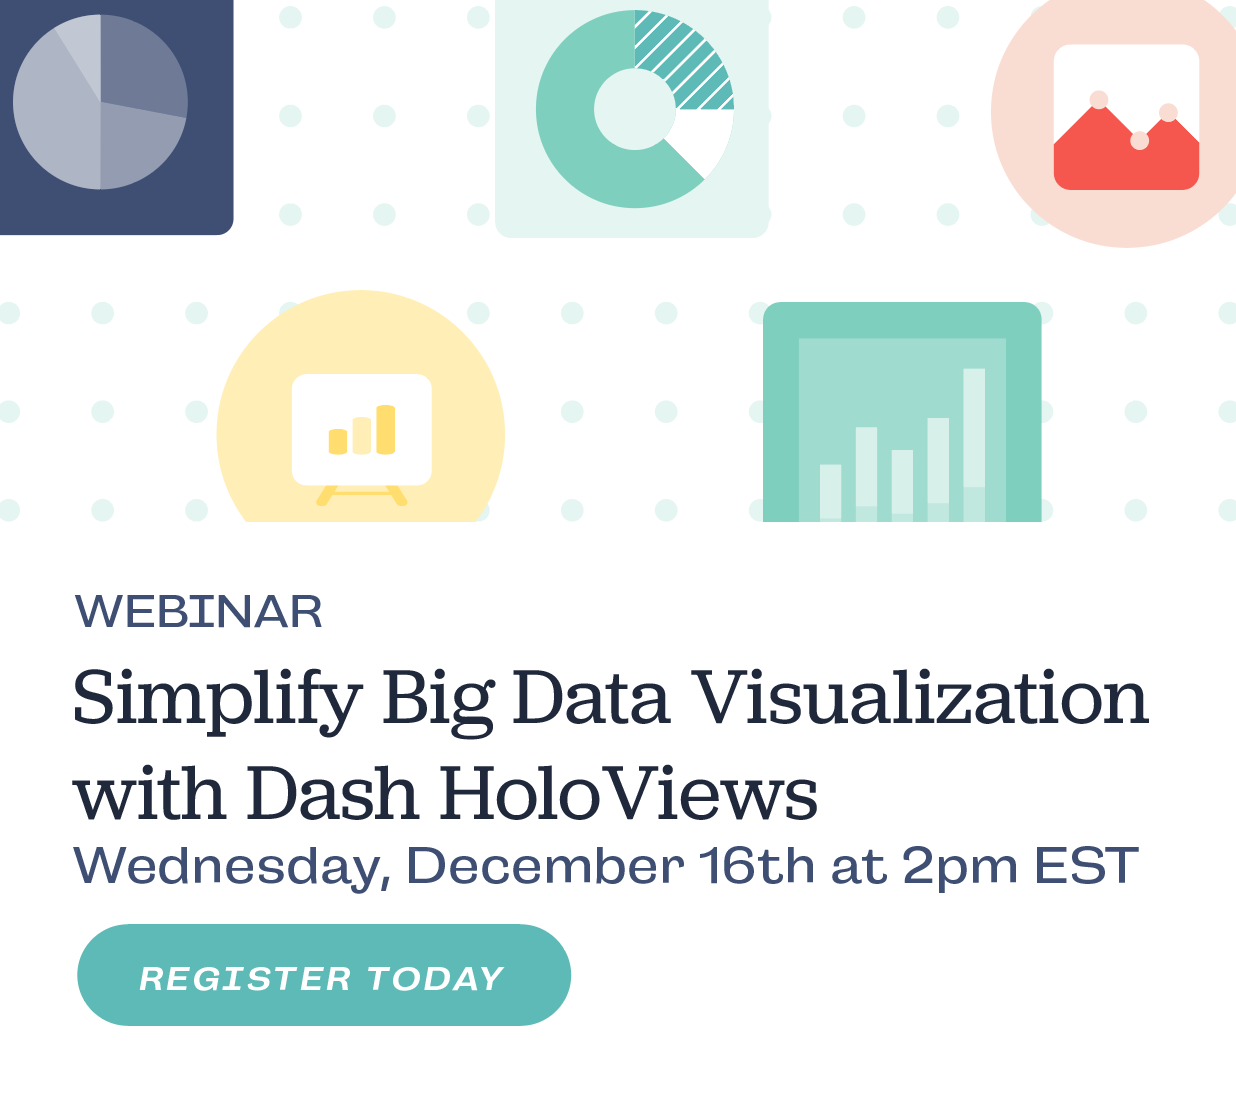 WEBINAR
Simplify Big Data Visualization
with Dash HoloViews
Wednesday, December 16th at 2pm EST
REGISTER TODAY